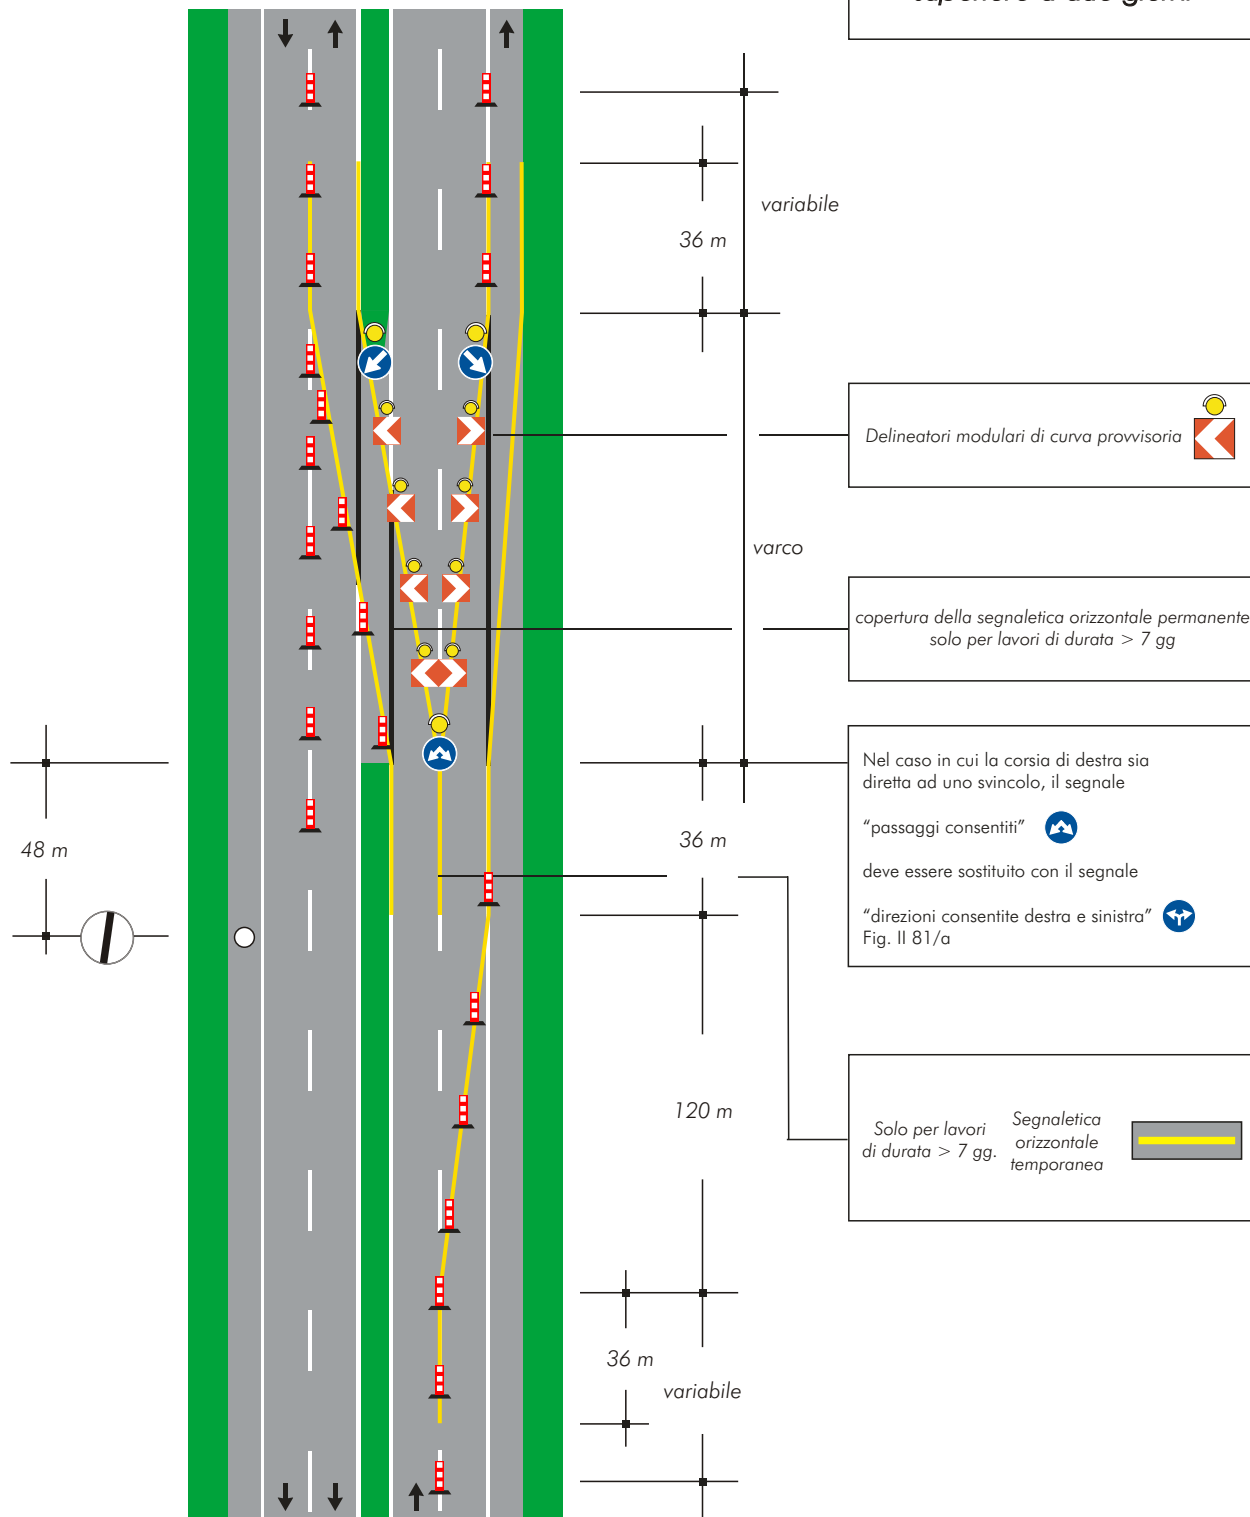 superiore a due giorni
variabile
36 m
Delineatori modulari di curva provvisoria
varco
copertura della segnaletica orizzontale permanente
solo per lavori di durata > 7 gg
Nel caso in cui la corsia di destra sia
diretta ad uno svincolo, il segnale
“passaggi consentiti”
deve essere sostituito con il segnale
“direzioni consentite destra e sinistra”
Fig. II 81/a
48 m
36 m
120 m
Solo per lavori
di durata > 7 gg.
Segnaletica
orizzontale
temporanea
36 m
variabile